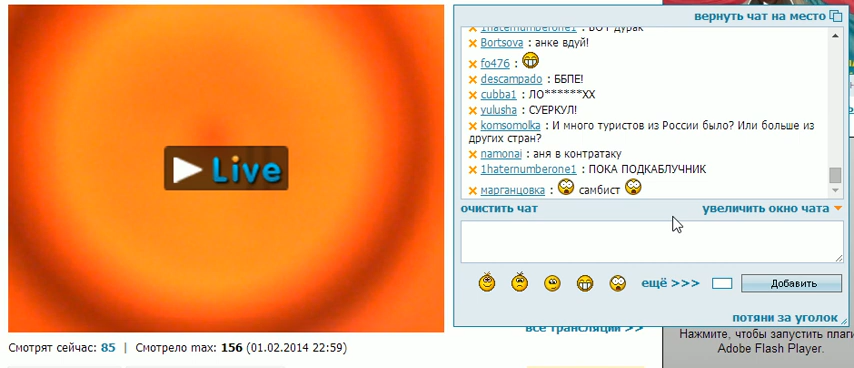 Live
Смотрят сейчас: 85 | Смотрело max: 156 (01.02.2014 22:59)
вернуть чат на место
1haternumberone1 : ВОТ дурак
Bortsova : анке вдуй!
fo476 :
descampado : ББПЕ!
cubba1 : ЛО******ХХ
yulusha : СУЕРКУЛ!
komsomolka : И много туристов из России было? Или больше из
других стран?
namonai : аня в контратаку
1haternumberone1 : ПОКА ПОДКАБЛУЧНИК
марганцовка : самбист
очистить чат
увеличить окно чата
ещё >>>
Добавить
потяни за уголок
все трансляции >>
Нажмите, чтобы запустить плаги
Adobe Flash Player.